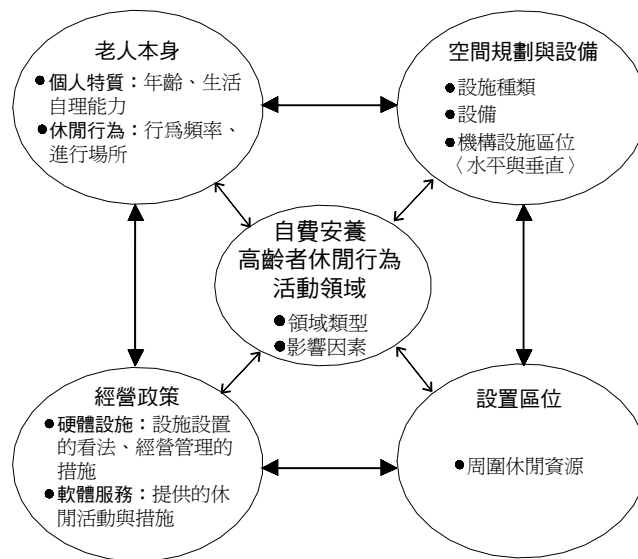 老人本身
●個人特質：年齡、生活
自理能力
●休閒行為：行爲頻率、
進行場所
空間規劃與設備
●設施種類
●設備
●機構設施區位
〈水平與垂直〉
自費安養
高齡者休閒行為
活動領域
●領域類型
●影響因素
經營政策
●硬體設施：設施設置
的看法、經營管理的
措施
●軟體服務：提供的休
閒活動與措施
設置區位
●周圍休閒資源